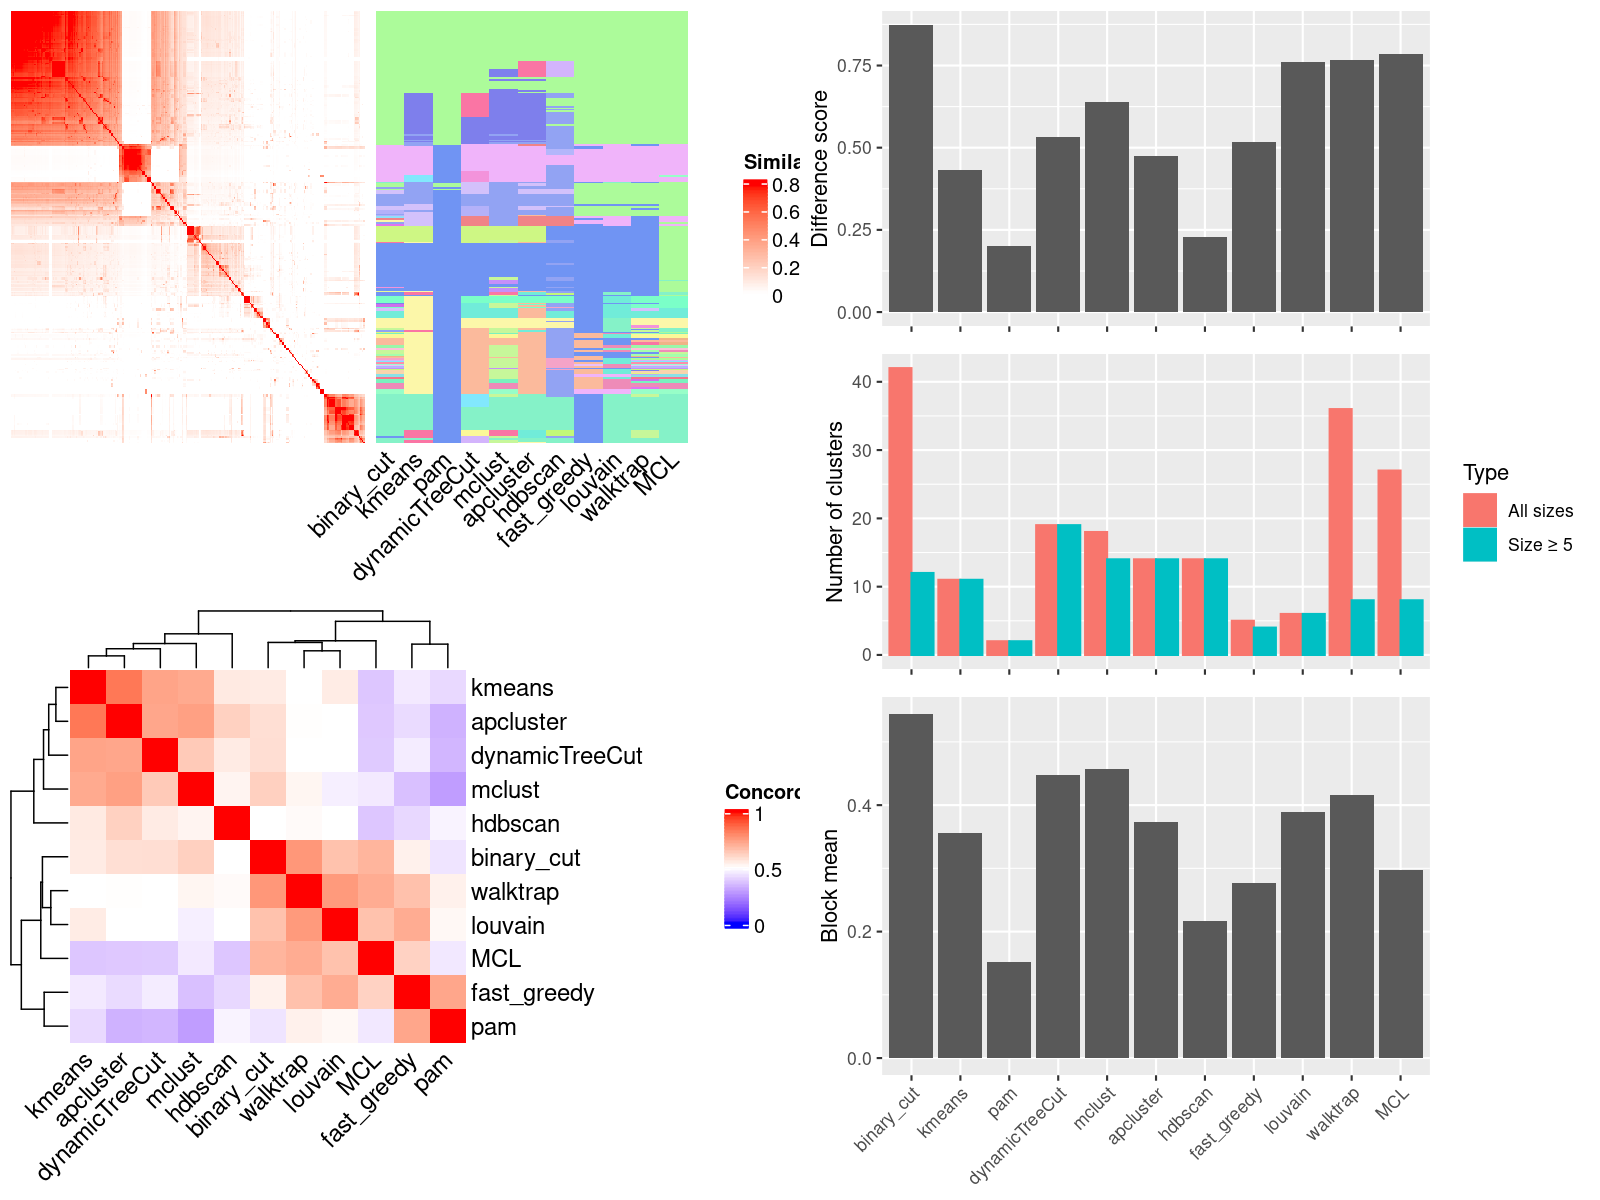 Simila
0.8
0.6
0.4
0.2
0
binary_cut
kmeans
pam
dynamicTreeCut
mclust
apcluster
hdbscan
fast_greedy
louvain
walktrap
MCL
kmeans
apcluster
dynamicTreeCut
mclust
hdbscan
binary_cut
walktrap
louvain
MCL
fast_greedy
pam
kmeans
apcluster
dynamicTreeCut
mclust
hdbscan
binary_cut
walktrap
louvain
MCL
fast_greedy
pam
Concord
1
0.5
0
Difference score
0.75
0.50
0.25
0.00
Number of clusters
40
30
20
10
0
Type
All sizes
Size ≥ 5
Block mean
0.4
0.2
0.0
binary_cut
kmeans
pam
dynamicTreeCut
mclust
apcluster
hdbscan
fast_greedy
louvain
walktrap
MCL